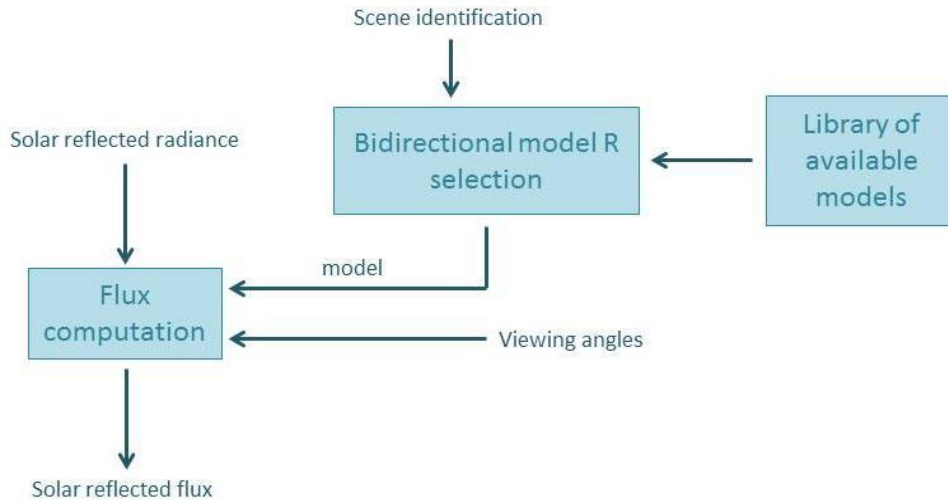 Scene identification
Solar reflected radiance
Bidirectional model R
selection
Library of
available
models
model
Flux
computation
Viewing angles
Solar reflected flux